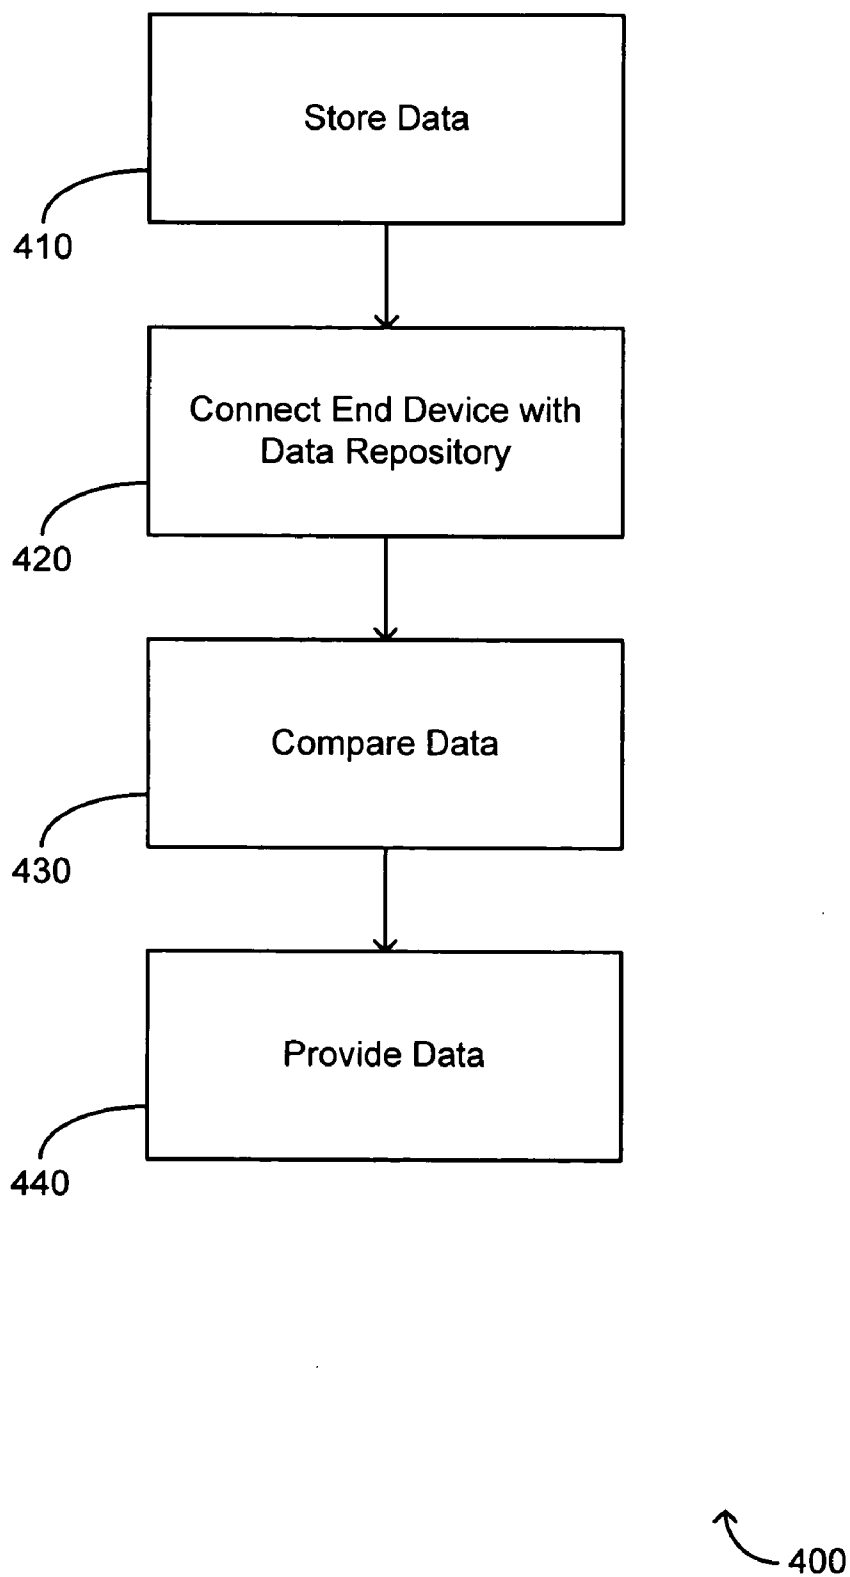 Store Data
410
Connect End Device with
Data Repository
420
Compare Data
430
Provide Data
440
400